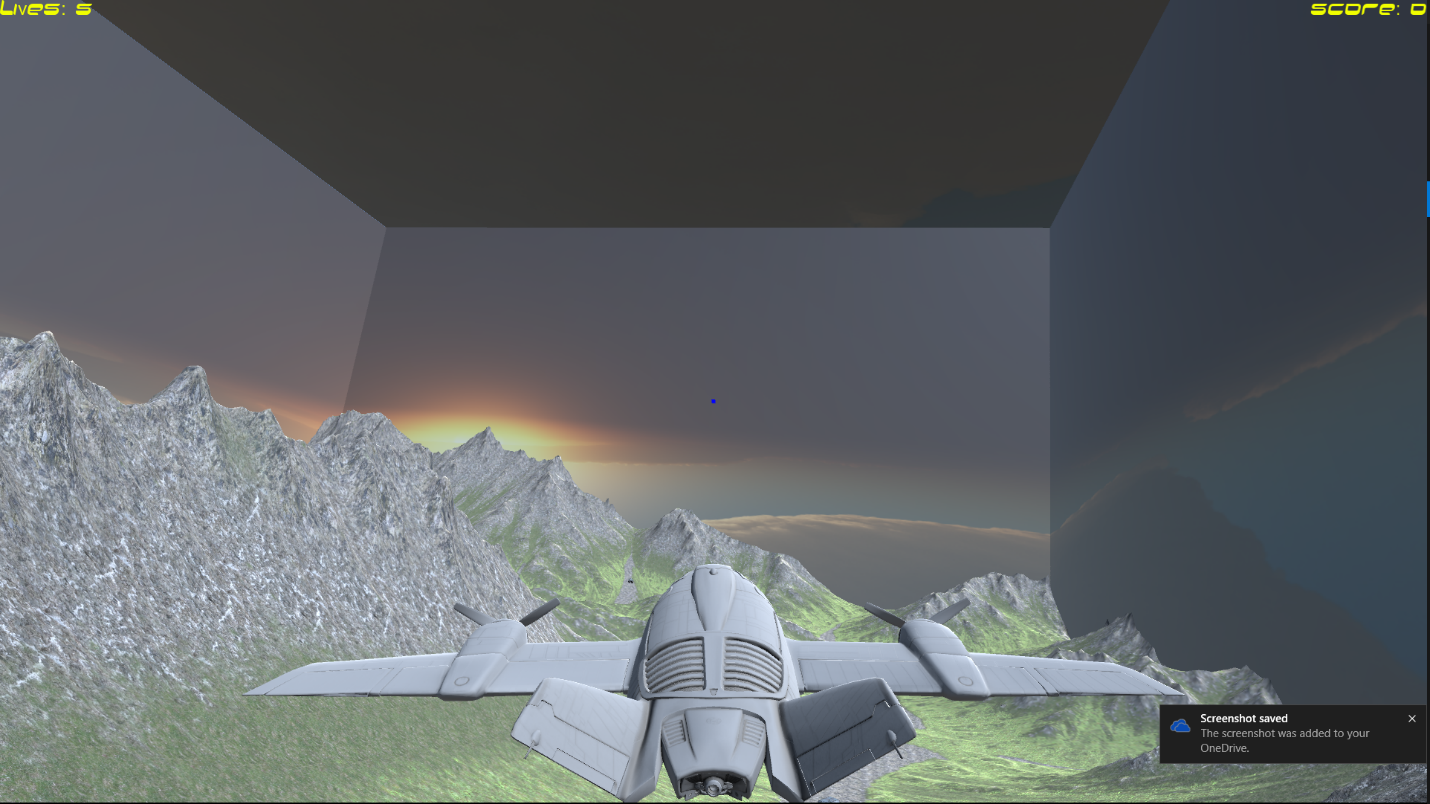 Lives: 5
score: 0
Screenshot saved
The screenshot was added to your
OneDrive.